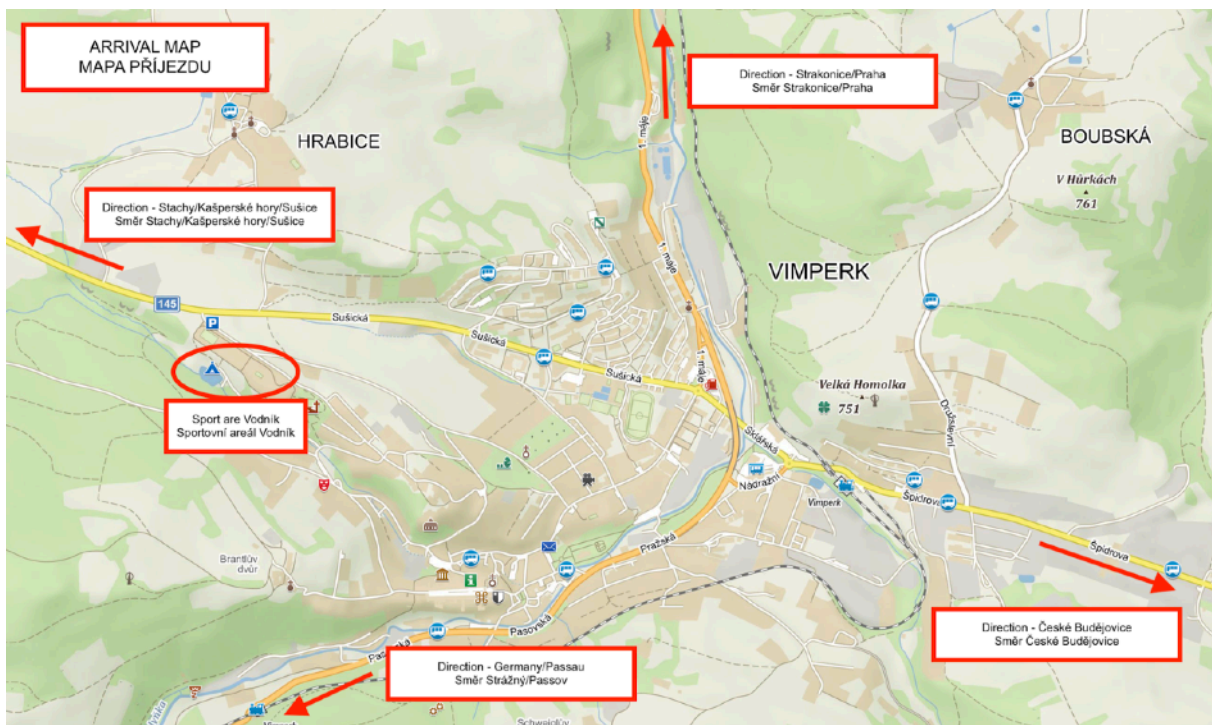 ARRIVAL MAP
MAPA PŘÍJEZDU
Direction - Strakonice/Praha
Směr Strakonice/Praha
1. máje
HRABICE
BOUBSKÁ
V Hůrkách
761
Direction - Stachy/Kašperské hory/Sušice
Směr Stachy/Kašperské hory/Sušice
1. máje
VIMPERK
145
P
Sušická
Sušická
Sušická
1. máje
Velká Homolka
751
Družstevní
Sport are Vodník
Sportovní areál Vodník
Sklářská
Nádražní
Vimperk
Špidrova
Špidrova
Pražská
Brantlův
dvůr
Pasovská
Direction - České Budějovice
Směr České Budějovice
Direction - Germany/Passau
Směr Strážný/Passov
Vimperk